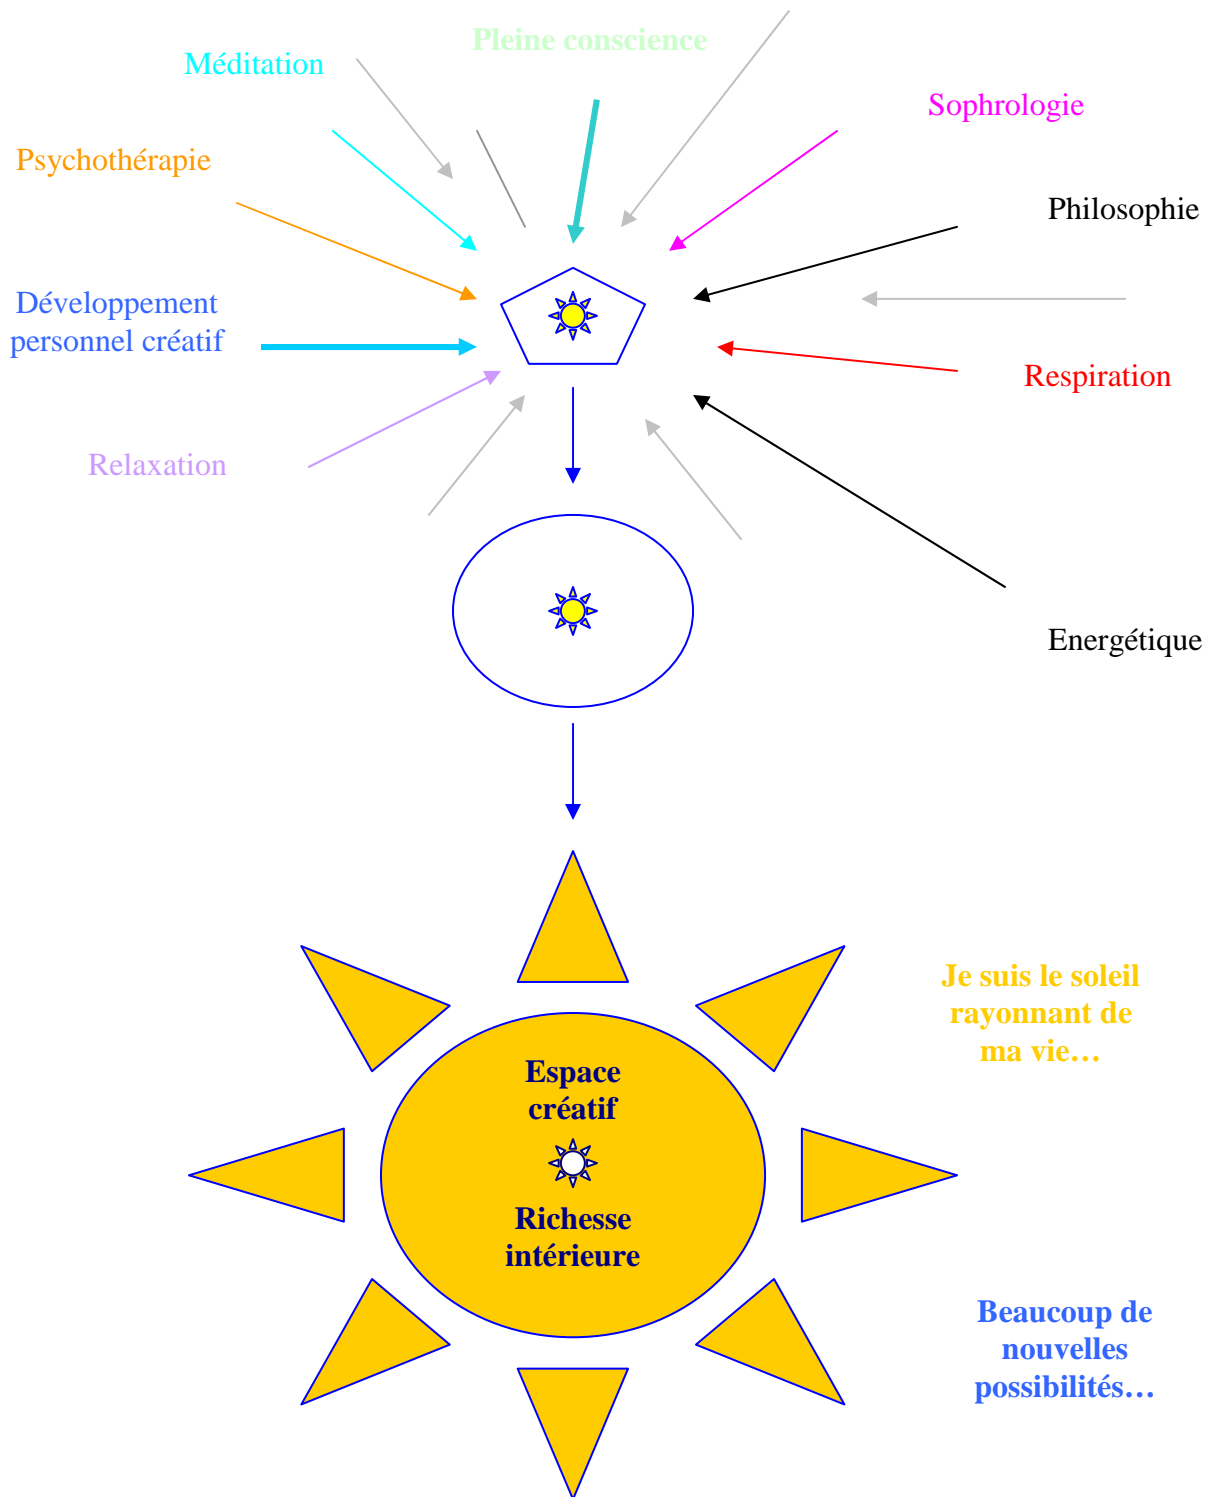 Pleine conscience
Méditation
Sophrologie
Psychothérapie
Philosophie
Développement
personnel créatif
Respiration
Relaxation
Energétique
Je suis le soleil
rayonnant de
ma vie…
Espace
créatif
Richesse
intérieure
Beaucoup de
nouvelles
possibilités…